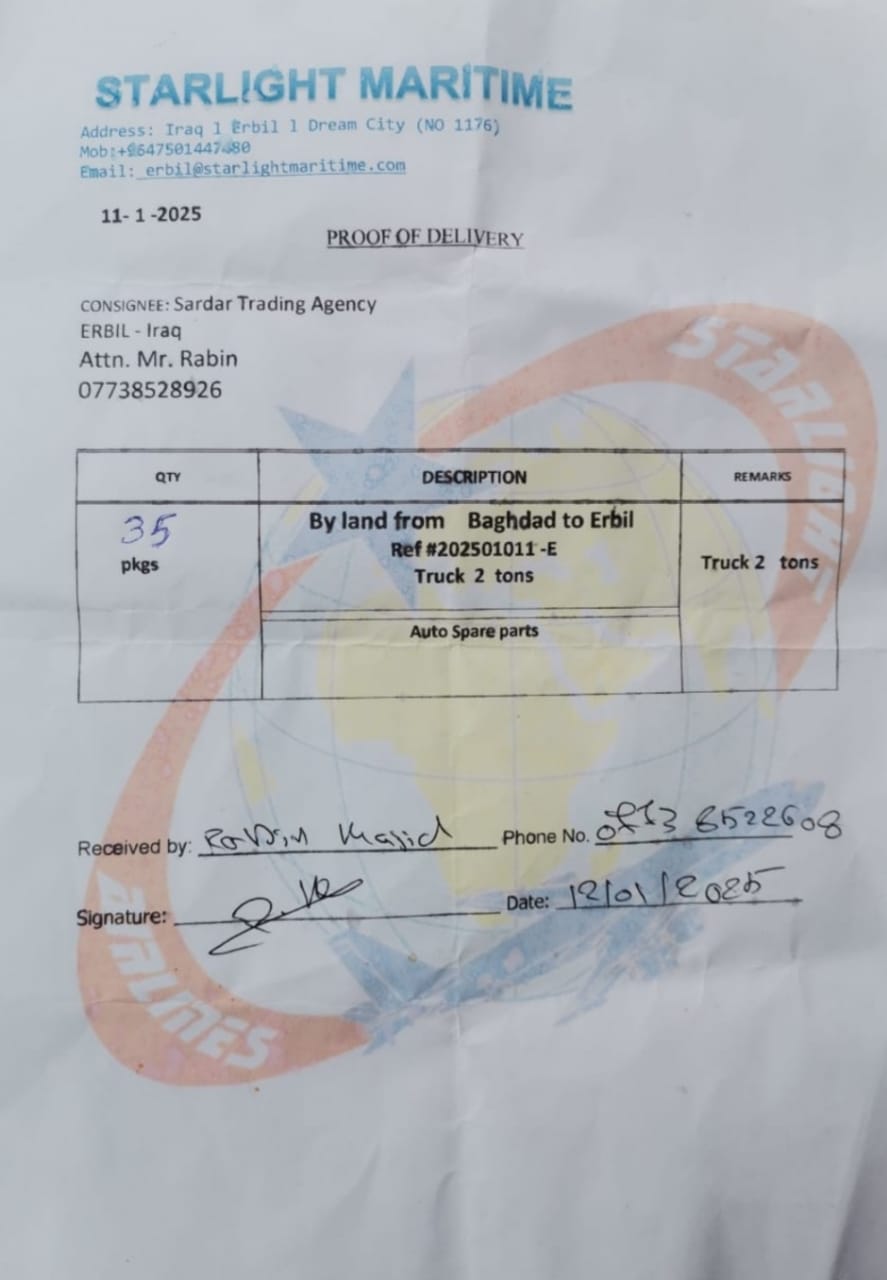 STARLIGHT MARITIME
Address: Iraq l Erbil l Dream City (NO 1176)
Email: erbil@starlightmaritime.com
11- 1 -2025
PROOF OF DELIVERY
CONSIGNEE: Sardar Trading Agency
ERBIL - Iraq
Attn. Mr. Rabin
07738528926
QTY DESCRIPTION REMARKS
35
pkgs
By land from Baghdad to Erbil
Ref #202501011 -E
Truck 2 tons
Truck 2 tons
Auto Spare parts
Received by: Majid Phone No.
Signature: Date: 12/01/2025
STARLIGHT
AIRLINES